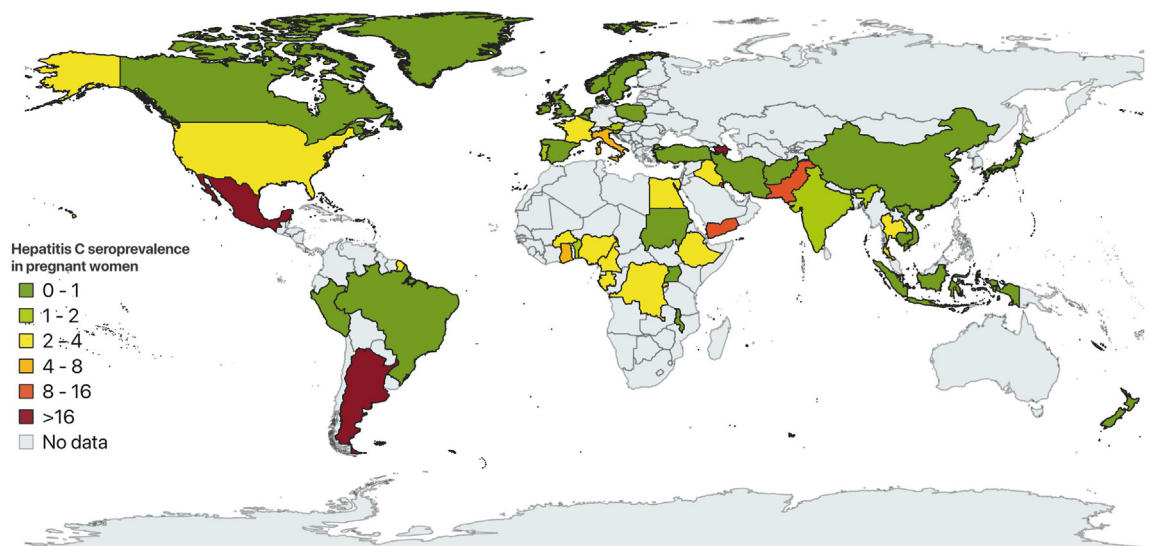 Hepatitis C seroprevalence
in pregnant women
0 - 1
1 - 2
2 - 4
4 - 8
8 - 16
>16
No data